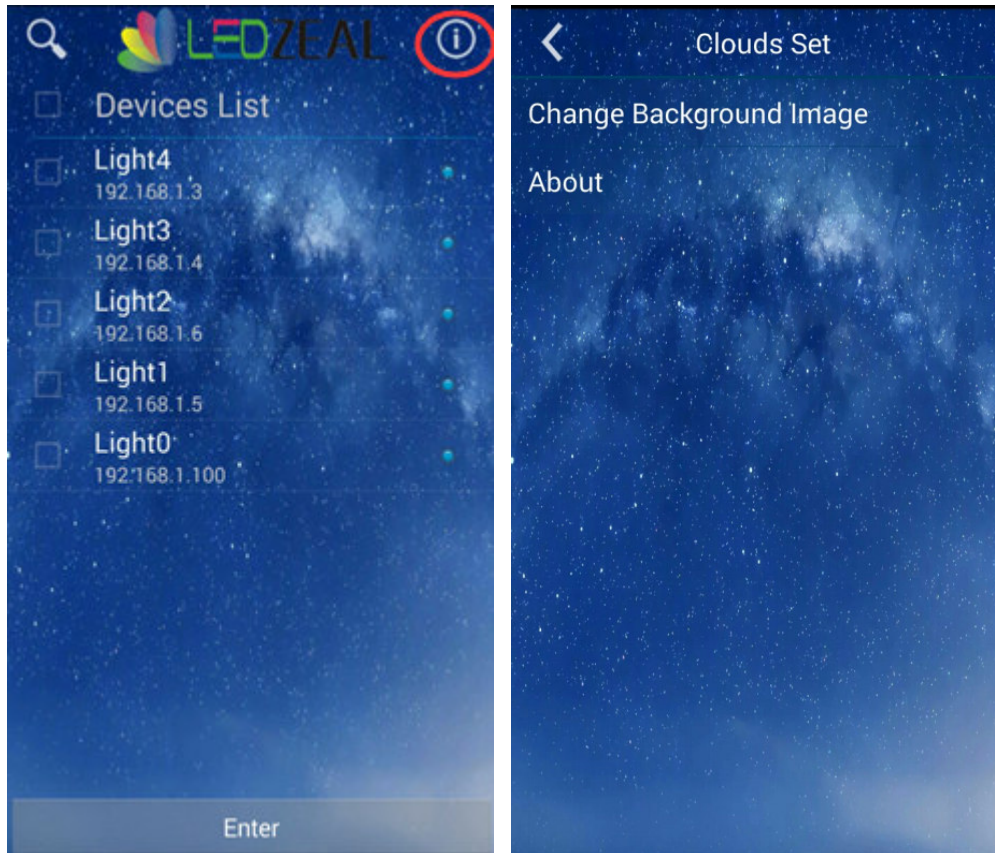 LEDZEAL
Devices List
Light4
192.168.1.3
Light3
192.168.1.4
Light2
192.168.1.6
Light1
192.168.1.5
Light0
192.168.1.100
Enter
Clouds Set
Change Background Image
About